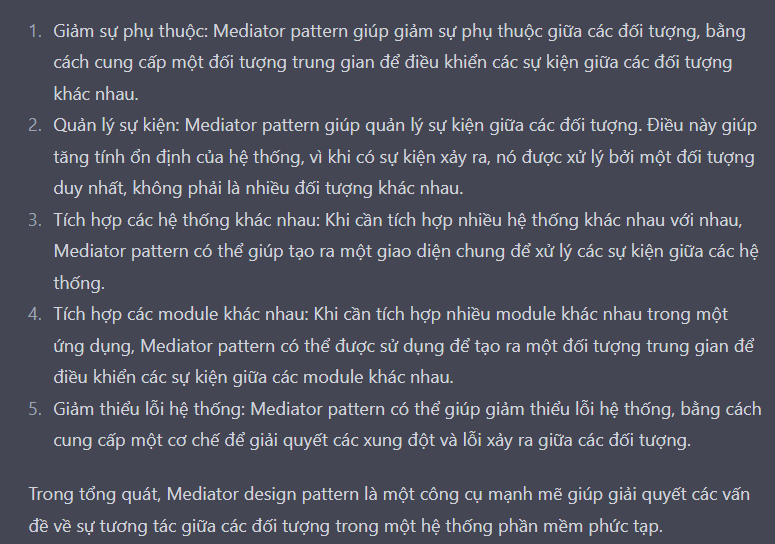 1. Giảm sự phụ thuộc: Mediator pattern giúp giảm sự phụ thuộc giữa các đối tượng, bằng
cách cung cấp một đối tượng trung gian để điều khiển các sự kiện giữa các đối tượng
khác nhau.
2. Quản lý sự kiện: Mediator pattern giúp quản lý sự kiện giữa các đối tượng. Điều này giúp
tăng tính ổn định của hệ thống, vì khi có sự kiện xảy ra, nó được xử lý bởi một đối tượng
duy nhất, không phải là nhiều đối tượng khác nhau.
3. Tích hợp các hệ thống khác nhau: Khi cần tích hợp nhiều hệ thống khác nhau với nhau,
Mediator pattern có thể giúp tạo ra một giao diện chung để xử lý các sự kiện giữa các hệ
thống.
4. Tích hợp các module khác nhau: Khi cần tích hợp nhiều module khác nhau trong một
ứng dụng, Mediator pattern có thể được sử dụng để tạo ra một đối tượng trung gian để
điều khiển các sự kiện giữa các module khác nhau.
5. Giảm thiểu lỗi hệ thống: Mediator pattern có thể giúp giảm thiểu lỗi hệ thống, bằng cách
cung cấp một cơ chế để giải quyết các xung đột và lỗi xảy ra giữa các đối tượng.
Trong tổng quát, Mediator design pattern là một công cụ mạnh mẽ giúp giải quyết các vấn
đề về sự tương tác giữa các đối tượng trong một hệ thống phần mềm phức tạp.